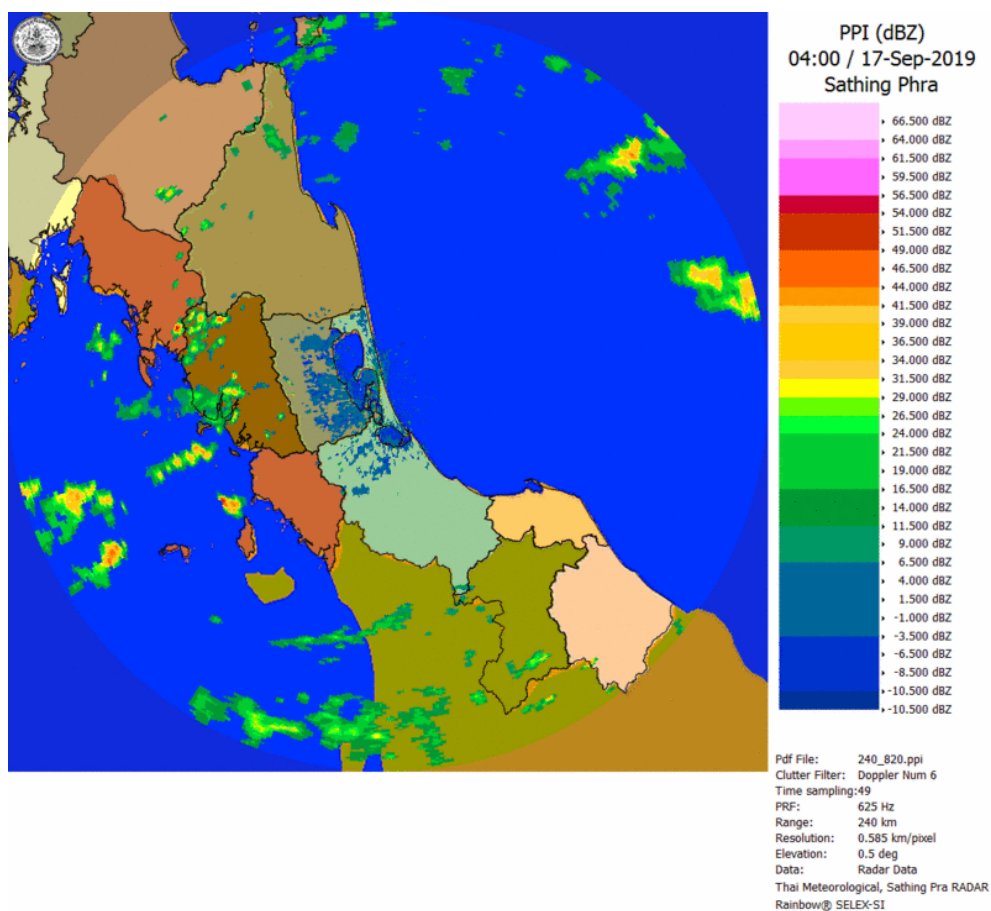 PPI (dBZ)
04:00 / 17-Sep-2019
Sathing Phra
66.500 dBZ
64.000 dBZ
61.500 dBZ
59.500 dBZ
56.500 dBZ
54.000 dBZ
51.500 dBZ
49.000 dBZ
46.500 dBZ
44.000 dBZ
41.500 dBZ
39.000 dBZ
36.500 dBZ
34.000 dBZ
31.500 dBZ
29.000 dBZ
26.500 dBZ
24.000 dBZ
21.500 dBZ
19.000 dBZ
16.500 dBZ
14.000 dBZ
11.500 dBZ
9.000 dBZ
6.500 dBZ
4.000 dBZ
1.500 dBZ
-1.000 dBZ
-3.500 dBZ
-6.500 dBZ
-8.500 dBZ
-10.500 dBZ
-10.500 dBZ
Pdf File: 240_820.ppi
Clutter Filter: Doppler Num 6
Time sampling:49
PRF: 625 Hz
Range: 240 km
Resolution: 0.585 km/pixel
Elevation: 0.5 deg
Data: Radar Data
Thai Meteorological, Sathing Pra RADAR
Rainbow® SELEX-SI